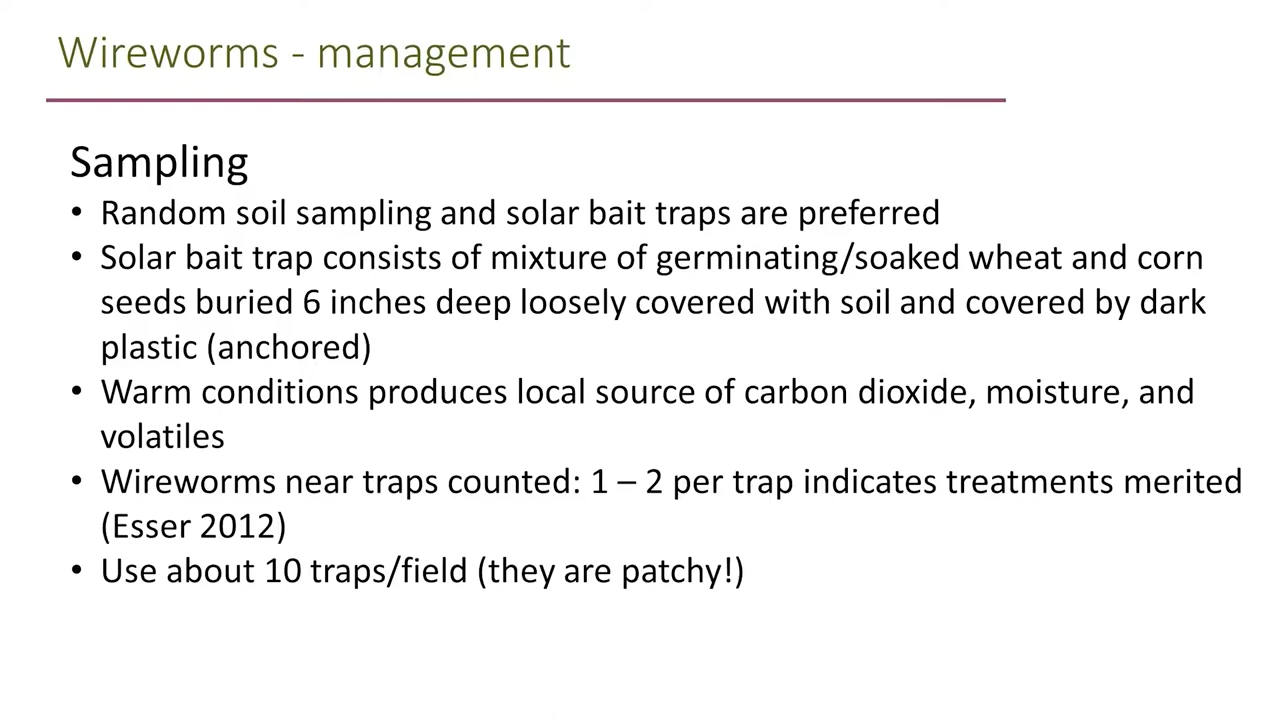 Wireworms - management
Sampling
• Random soil sampling and solar bait traps are preferred
• Solar bait trap consists of mixture of germinating/soaked wheat and corn
seeds buried 6 inches deep loosely covered with soil and covered by dark
plastic (anchored)
• Warm conditions produces local source of carbon dioxide, moisture, and
volatiles
• Wireworms near traps counted: 1 – 2 per trap indicates treatments merited
(Esser 2012)
• Use about 10 traps/field (they are patchy!)